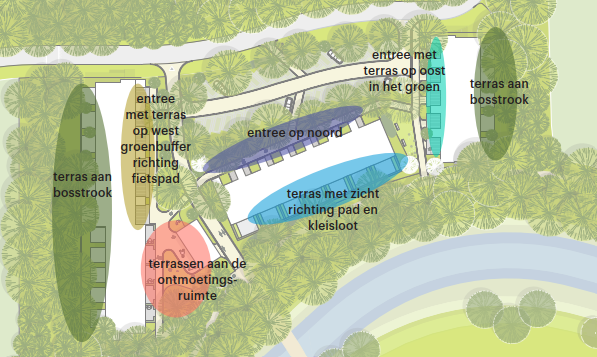 entree met
terras op oost
in het groen
terras aan
bosstrook
entree
met terras
op west
groenbuffer
richting
fietspad
entree op noord
terras aan
bosstrook
terras met zicht
richting pad en
kleisloot
terrassen aan de
ontmoetings-
ruimte